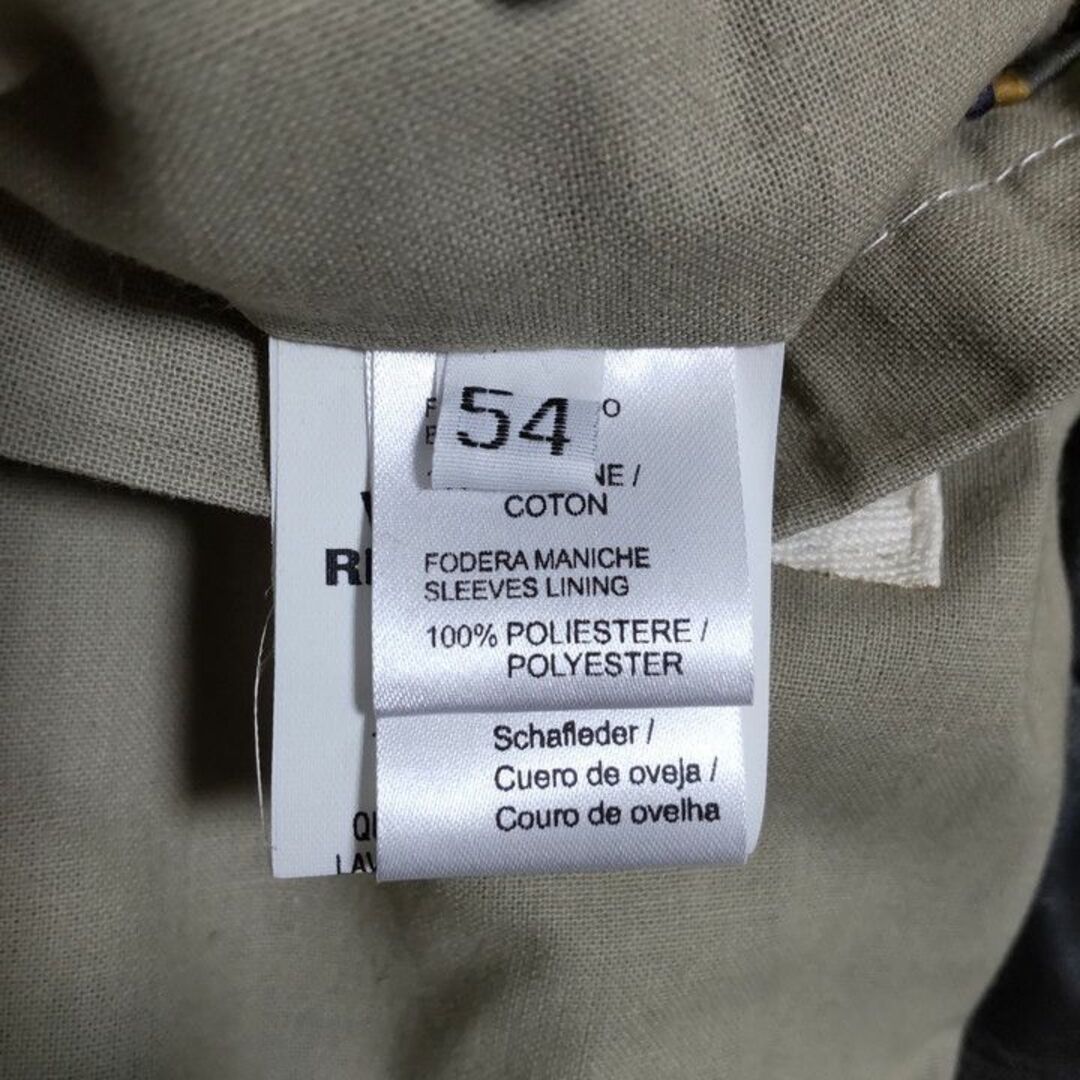 54
COTON
FODERA MANICHE
SLEEVES LINING
100% POLIESTERE /
POLYESTER
Schafleder /
Cuero de oveja /
Couro de ovelha